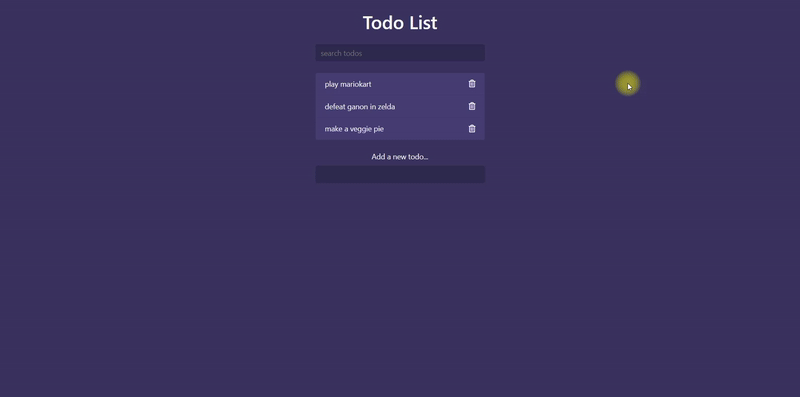 Todo List
search todos
play mariokart
defeat ganon in zelda
make a veggie pie
Add a new todo...